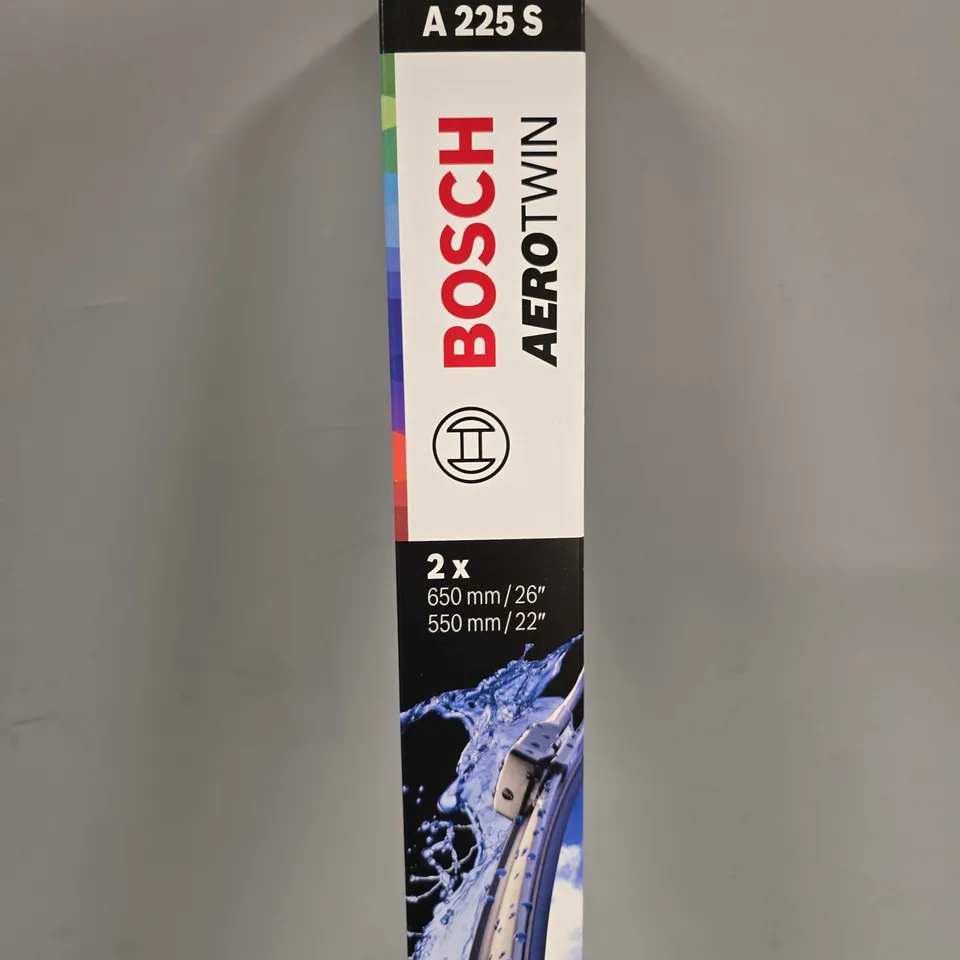 A 225 S
BOSCH
AEROTWIN
2 x
650 mm / 26"
550 mm / 22"